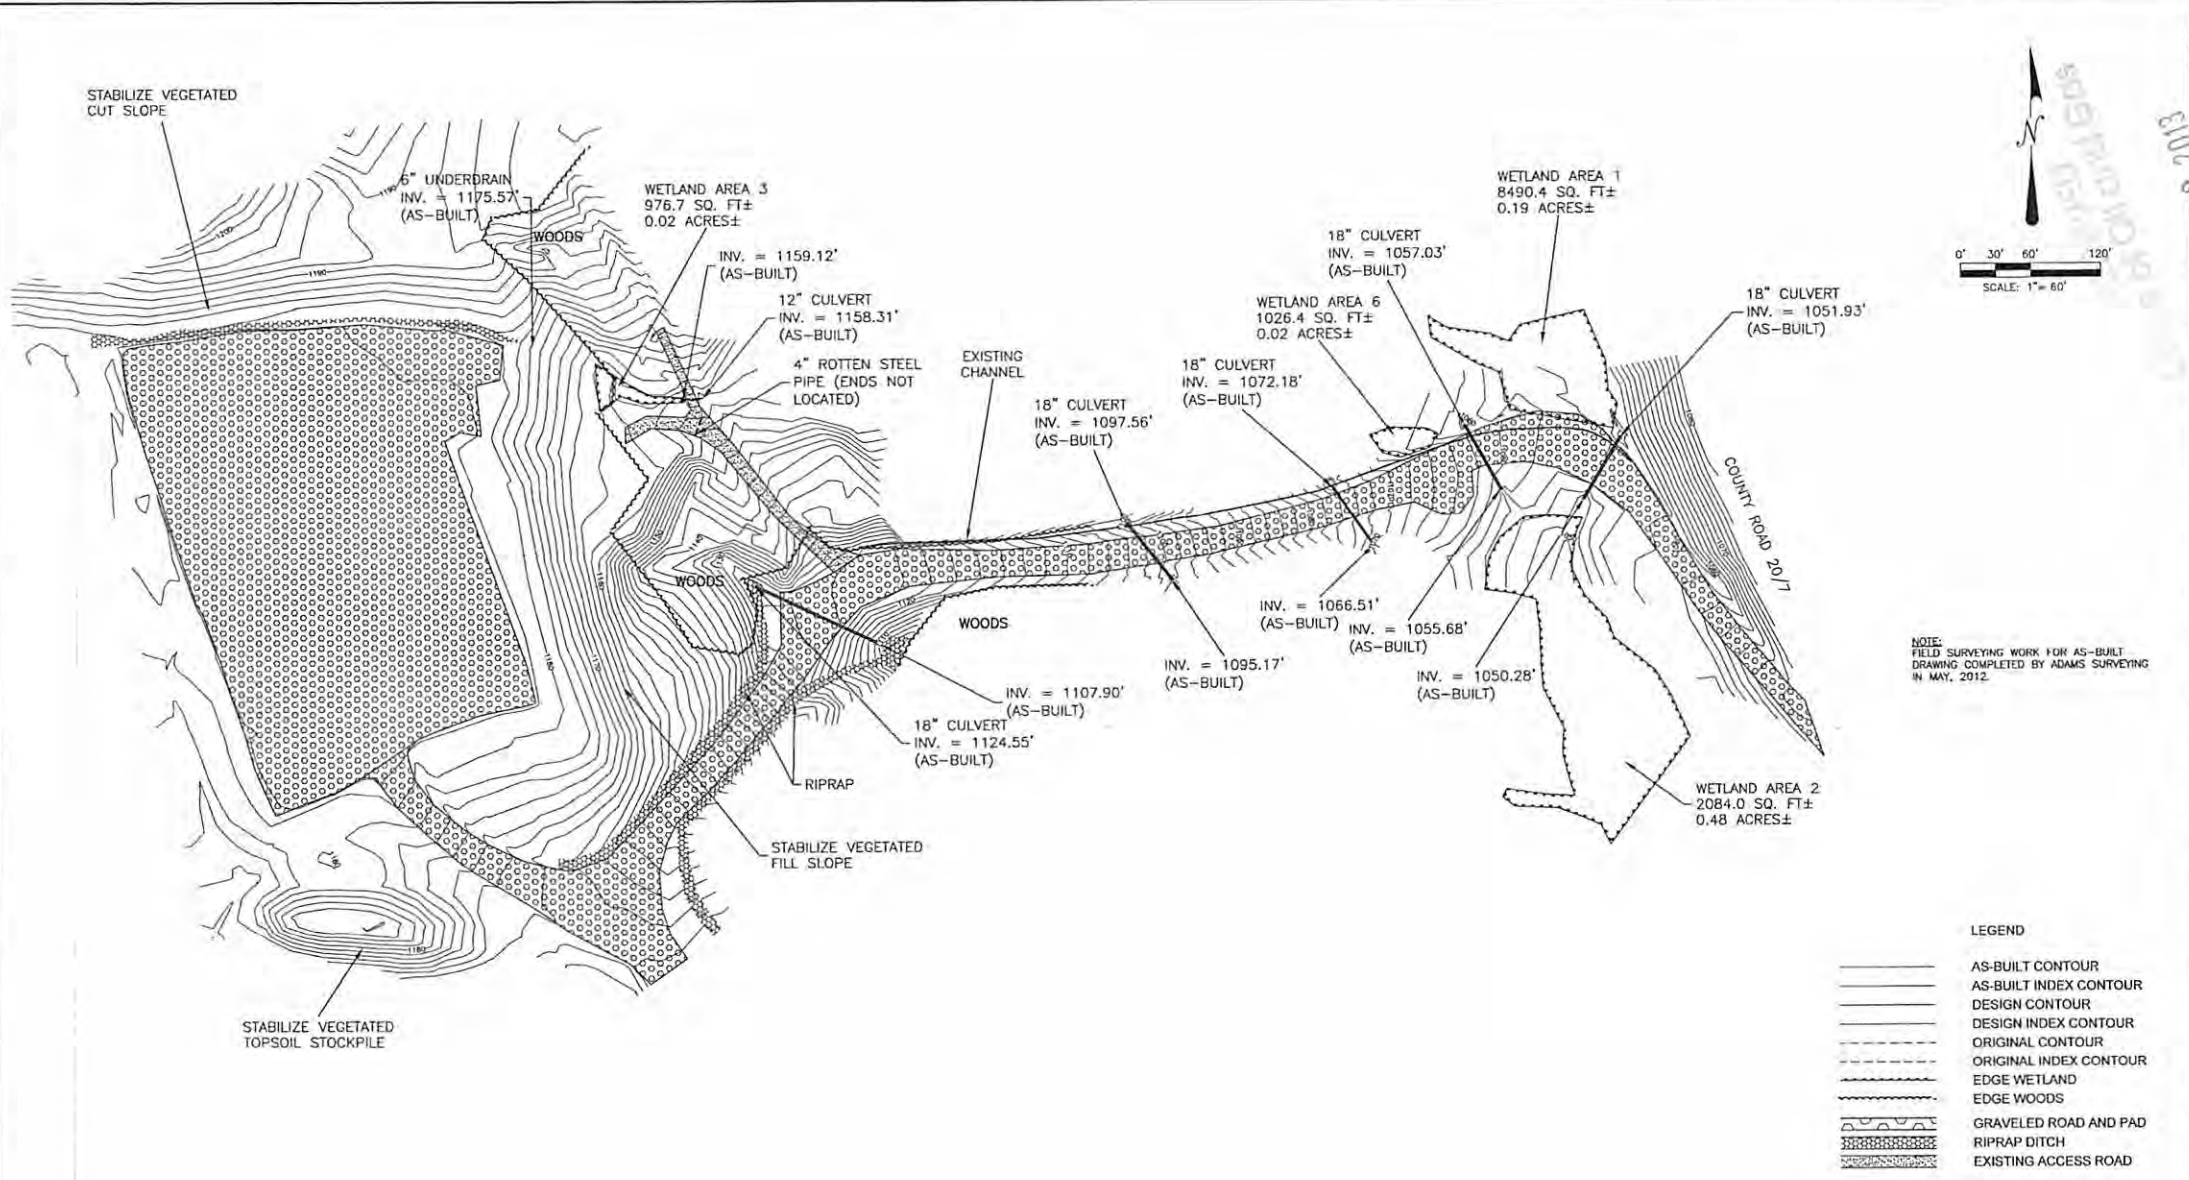 STABILIZE VEGETATED
CUT SLOPE
6" UNDERDRAIN
INV. = 1175.57'
(AS-BUILT)
WOODS
WETLAND AREA 3
976.7 SQ. FT±
0.02 ACRES±
INV. = 1159.12'
(AS-BUILT)
12" CULVERT
INV. = 1158.31'
(AS-BUILT)
4" ROTTEN STEEL
PIPE (ENDS NOT
LOCATED)
EXISTING
CHANNEL
18" CULVERT
INV. = 1097.56'
(AS-BUILT)
18" CULVERT
INV. = 1072.18'
(AS-BUILT)
WETLAND AREA 6
1026.4 SQ. FT±
0.02 ACRES±
18" CULVERT
INV. = 1057.03'
(AS-BUILT)
WETLAND AREA 1
8490.4 SQ. FT±
0.19 ACRES±
18" CULVERT
INV. = 1051.93'
(AS-BUILT)
N
2013
0' 30' 60' 120'
SCALE: 1"= 60'
COUNTY ROAD 20/7
1190
1200
1190
1180
1180
1170
1120
1180
WOODS
WOODS
INV. = 1066.51'
(AS-BUILT)
INV. = 1055.68'
(AS-BUILT)
INV. = 1050.28'
(AS-BUILT)
INV. = 1095.17'
(AS-BUILT)
INV. = 1107.90'
(AS-BUILT)
18" CULVERT
INV. = 1124.55'
(AS-BUILT)
RIPRAP
STABILIZE VEGETATED
FILL SLOPE
STABILIZE VEGETATED
TOPSOIL STOCKPILE
WETLAND AREA 2
2084.0 SQ. FT±
0.48 ACRES±
NOTE:
FIELD SURVEYING WORK FOR AS-BUILT
DRAWING COMPLETED BY ADAMS SURVEYING
IN MAY, 2012.
LEGEND
AS-BUILT CONTOUR
AS-BUILT INDEX CONTOUR
DESIGN CONTOUR
DESIGN INDEX CONTOUR
ORIGINAL CONTOUR
ORIGINAL INDEX CONTOUR
EDGE WETLAND
EDGE WOODS
GRAVELED ROAD AND PAD
RIPRAP DITCH
EXISTING ACCESS ROAD